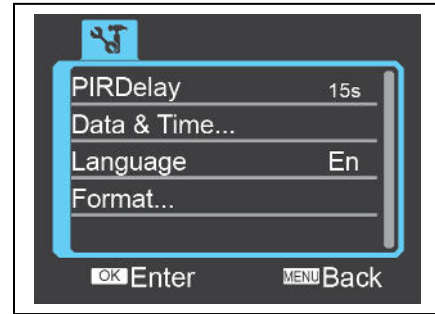 PIRDelay 15s
Data & Time...
Language En
Format...
OK Enter MENU Back